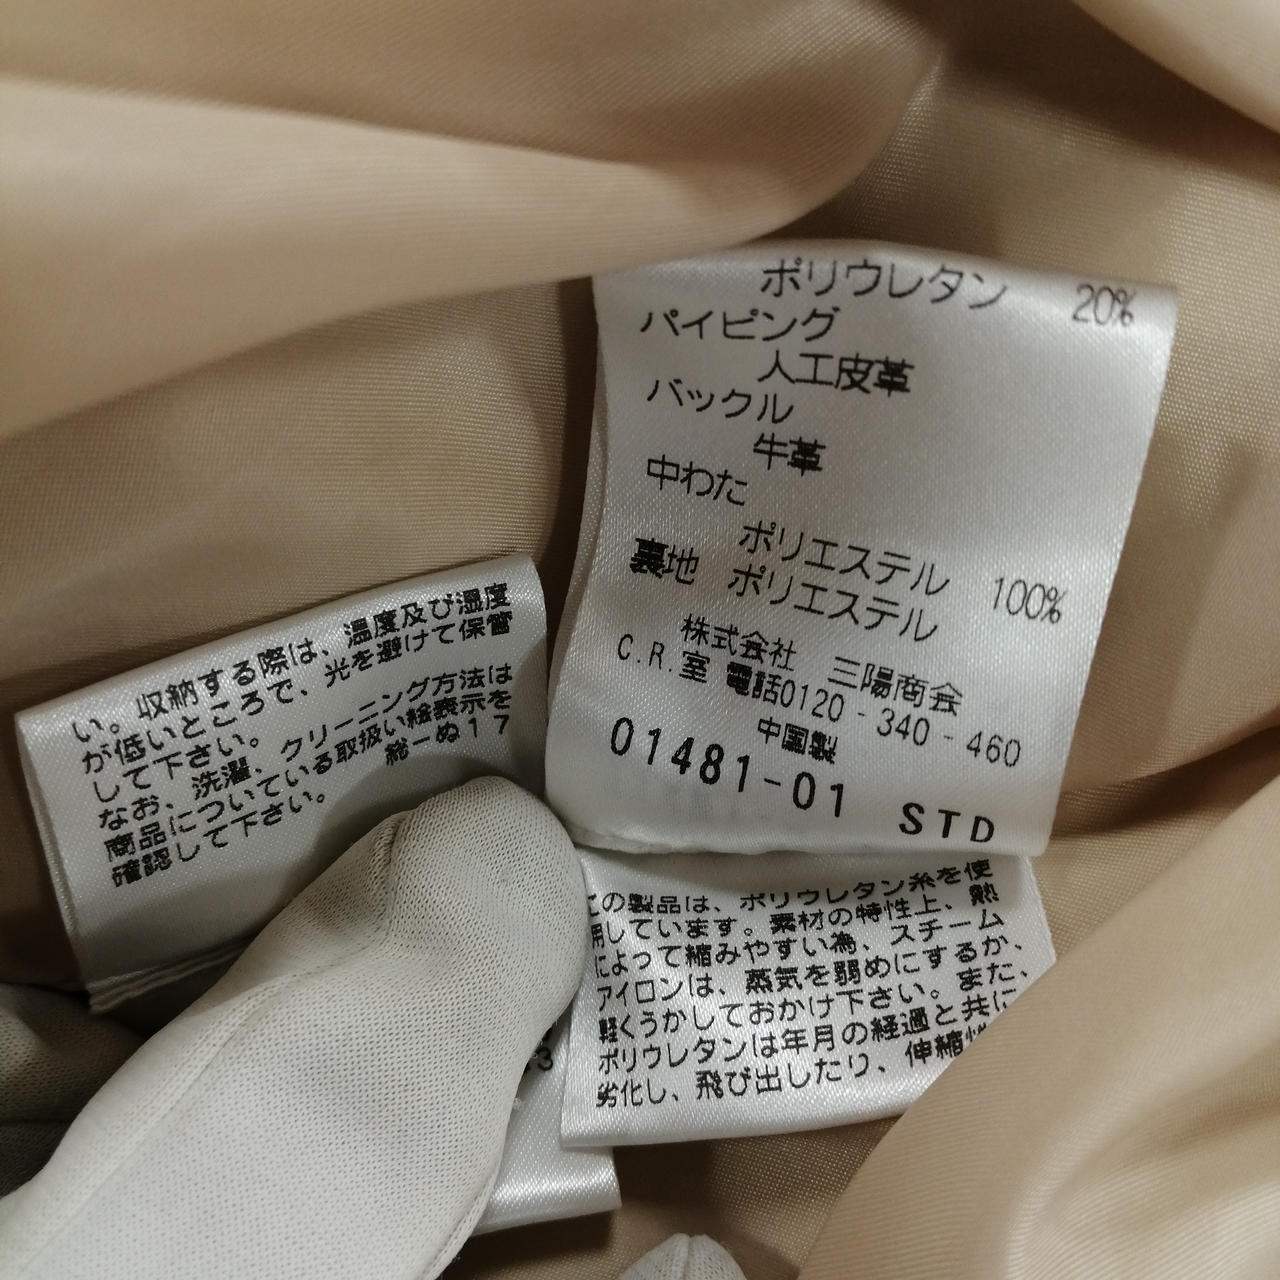 ポリウレタン 20%
パイピング
人工皮革
バックル
牛革
中わた
ポリエステル 100%
裏地 ポリエステル
株式会社 三陽商会
C.R.室 電話0120-340-460
中国製
01481-01 STD
い。収納する際は、温度及び湿度
が低いところで、光を避けて保管
して下さい。
なお、洗濯、クリーニング方法は
商品についている取扱い絵表示を
確認して下さい。 総ーぬ17
この製品は、ポリウレタン糸を使
用しています。素材の特性上、熱
によって縮みやすい為、スチーム
アイロンは、蒸気を弱めにするか、
軽くうかしておかけ下さい。また、
ポリウレタンは年月の経過と共に
劣化し、飛び出したり、伸縮性
3